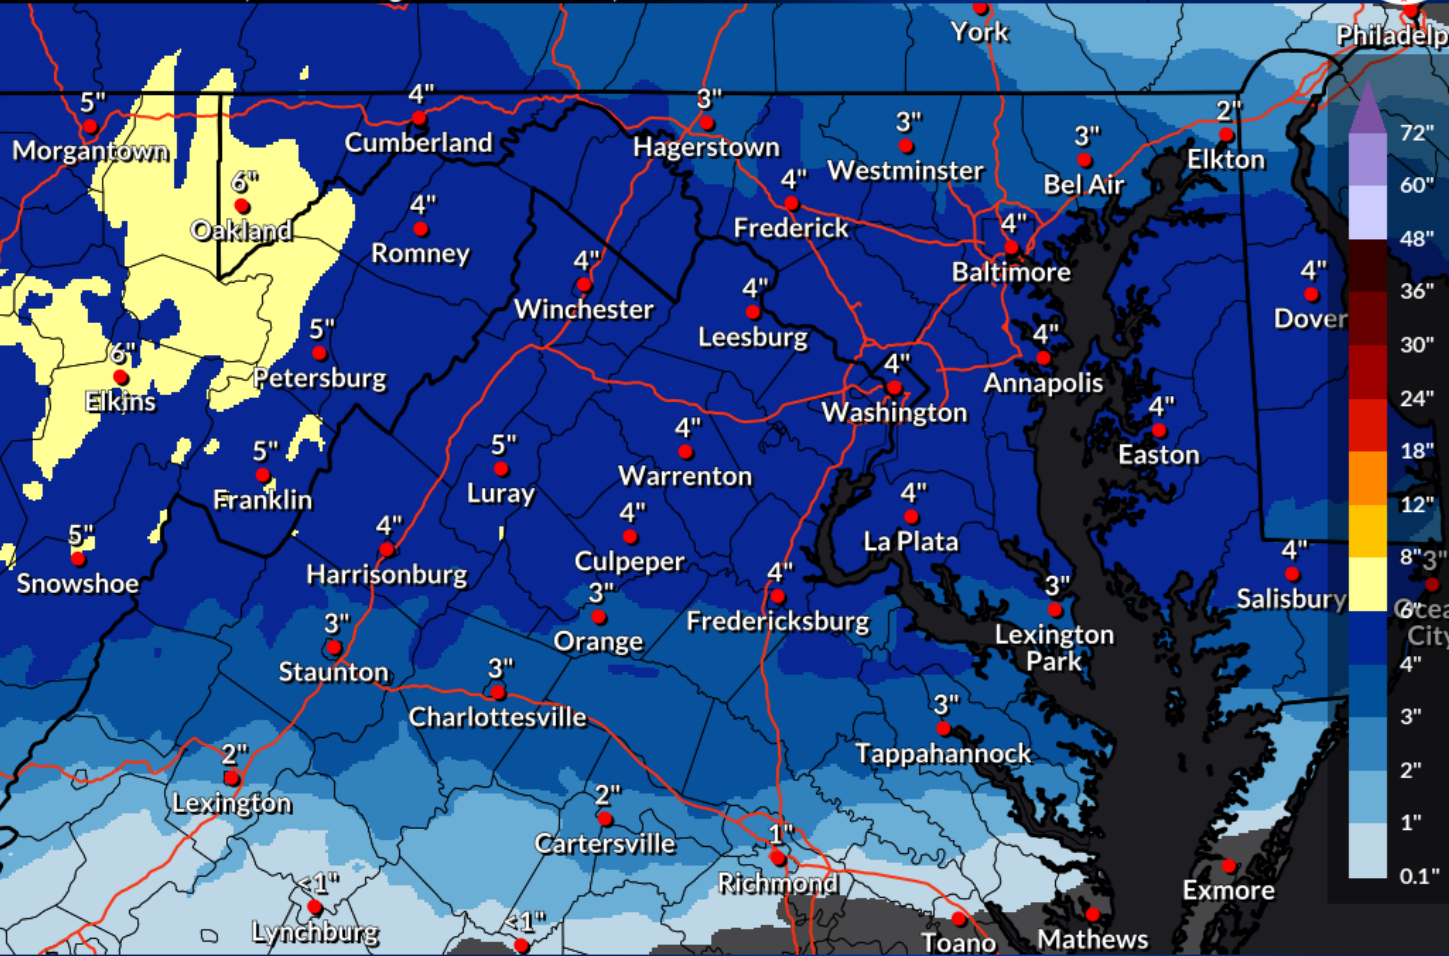 York
Philadelp
5"
Morgantown
4"
Cumberland
3"
Hagerstown
3"
Westminster
3"
Bel Air
2"
Elkton
72"
60"
48"
36"
30"
24"
18"
12"
8"
6"
4"
3"
2"
1"
0.1"
6"
Oakland
4"
Romney
4"
Frederick
4"
Baltimore
4"
Winchester
4"
Leesburg
4"
Dover
5"
Petersburg
6"
Elkins
4"
Annapolis
4"
Washington
4"
Easton
5"
Franklin
5"
Luray
4"
Warrenton
4"
Culpeper
4"
La Plata
5"
Snowshoe
4"
Harrisonburg
3"
Orange
4"
Fredericksburg
3"
Lexington
Park
4"
Salisbury
3"
Ocea
City
3"
Staunton
3"
Charlottesville
3"
Tappahannock
2"
Lexington
2"
Cartersville
1"
Richmond
Exmore
<1"
Lynchburg
<1"
Toano
Mathews